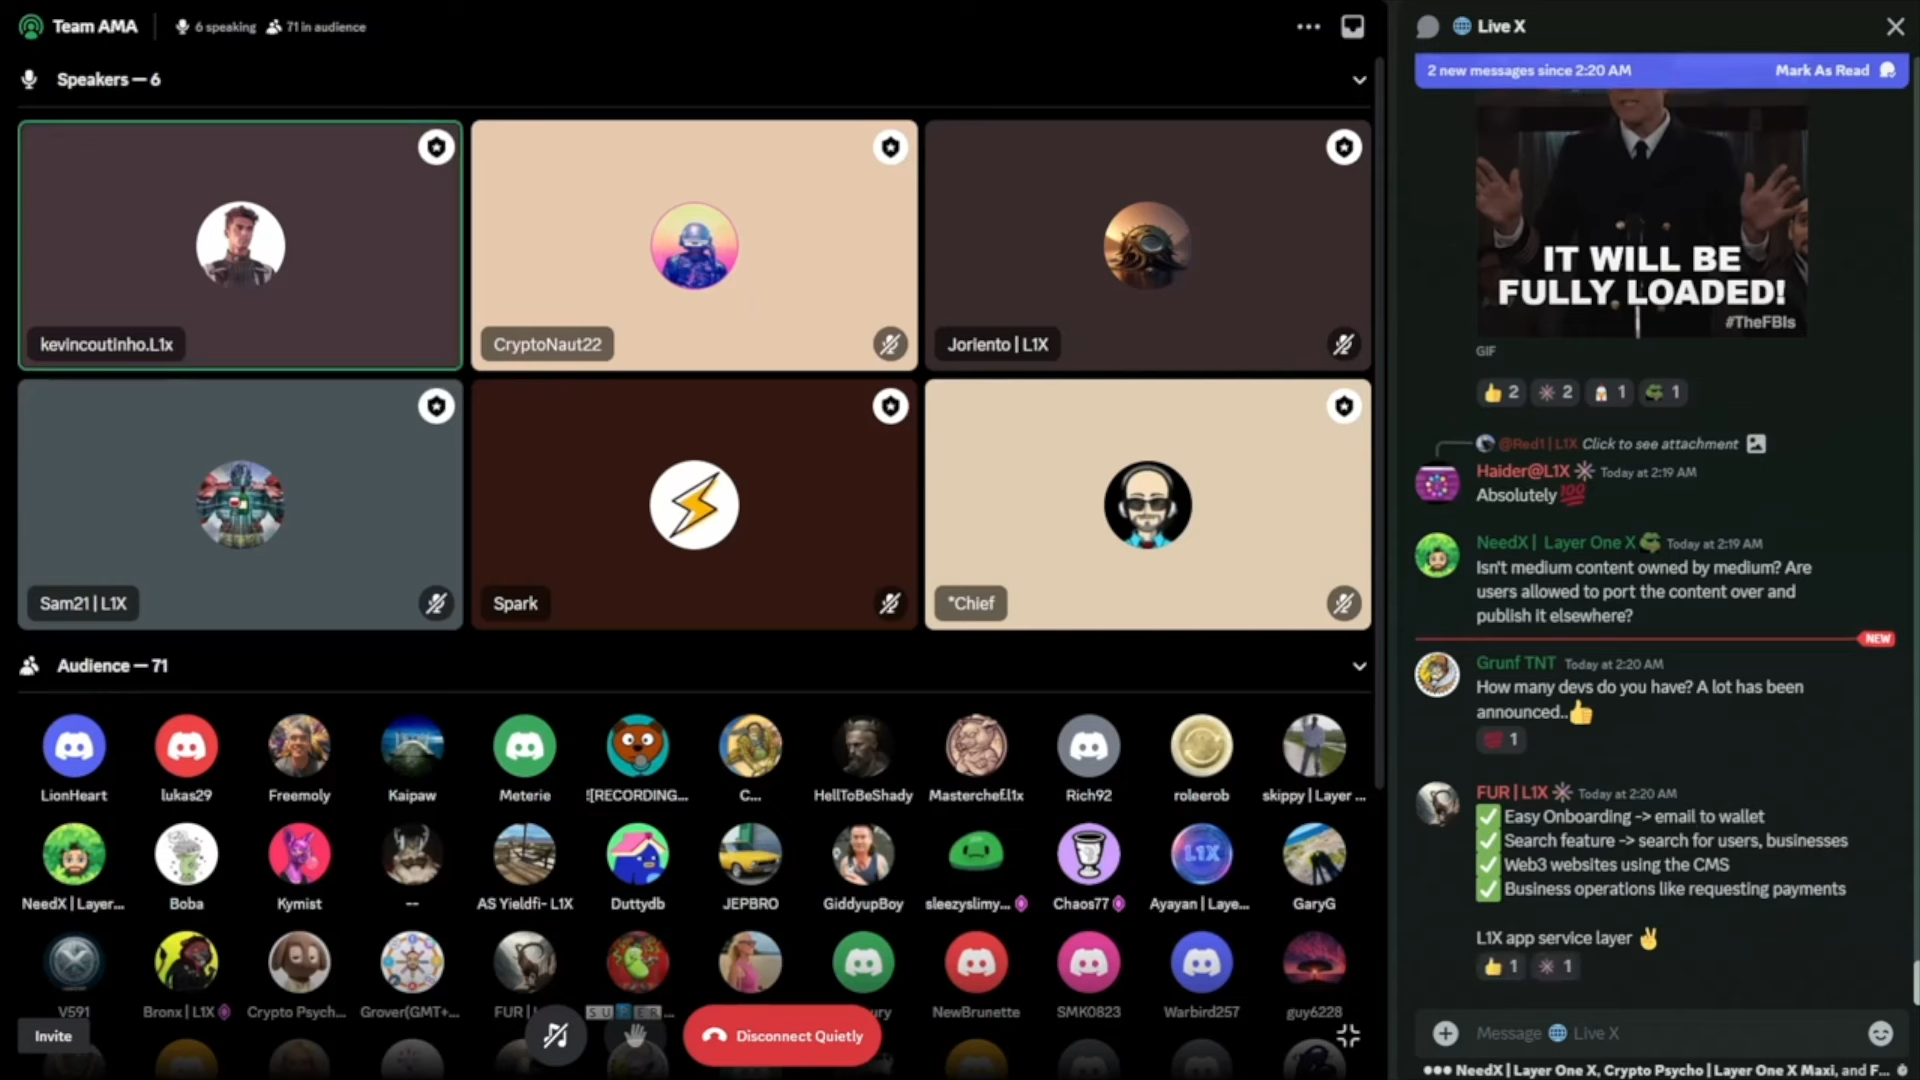 Team AMA
6 speaking
71 in audience
Speakers — 6
kevincoutinho.L1x
CryptoNaut22
Joriento | L1X
Sam21 | L1X
Spark
*Chief
Audience — 71
LionHeart
lukas29
Freemoly
Kaipaw
Meterie
![RECORDING...
C...
HellToBeShady
Masterchef.l1x
Rich92
roleerob
skippy | Layer ...
NeedX | Layer...
Boba
Kymist
--
AS Yieldfi- L1X
Duttydb
JEPBRO
GiddyupBoy
sleezyslimy...
Chaos77
L1X
Ayayan | Laye...
GaryG
V591
Bronx | L1X
Crypto Psych...
Grover(GMT+...
FUR |
SUPER...
ury
NewBrunette
SMK0823
Warbird257
guy6228
Invite
Disconnect Quietly
Live X
2 new messages since 2:20 AM
Mark As Read
IT WILL BE
FULLY LOADED!
#TheFBIs
GIF
2
2
1
1
@Red1 | L1X Click to see attachment
Haider@L1X Today at 2:19 AM
Absolutely 💯
NeedX | Layer One X Today at 2:19 AM
Isn't medium content owned by medium? Are
users allowed to port the content over and
publish it elsewhere?
NEW
Grunf TNT Today at 2:20 AM
How many devs do you have? A lot has been
announced..👍
1
FUR | L1X Today at 2:20 AM
✅ Easy Onboarding -> email to wallet
✅ Search feature -> search for users, businesses
✅ Web3 websites using the CMS
✅ Business operations like requesting payments
L1X app service layer ✌
1
1
Message Live X
NeedX | Layer One X, Crypto Psycho | Layer One X Maxi, and F...